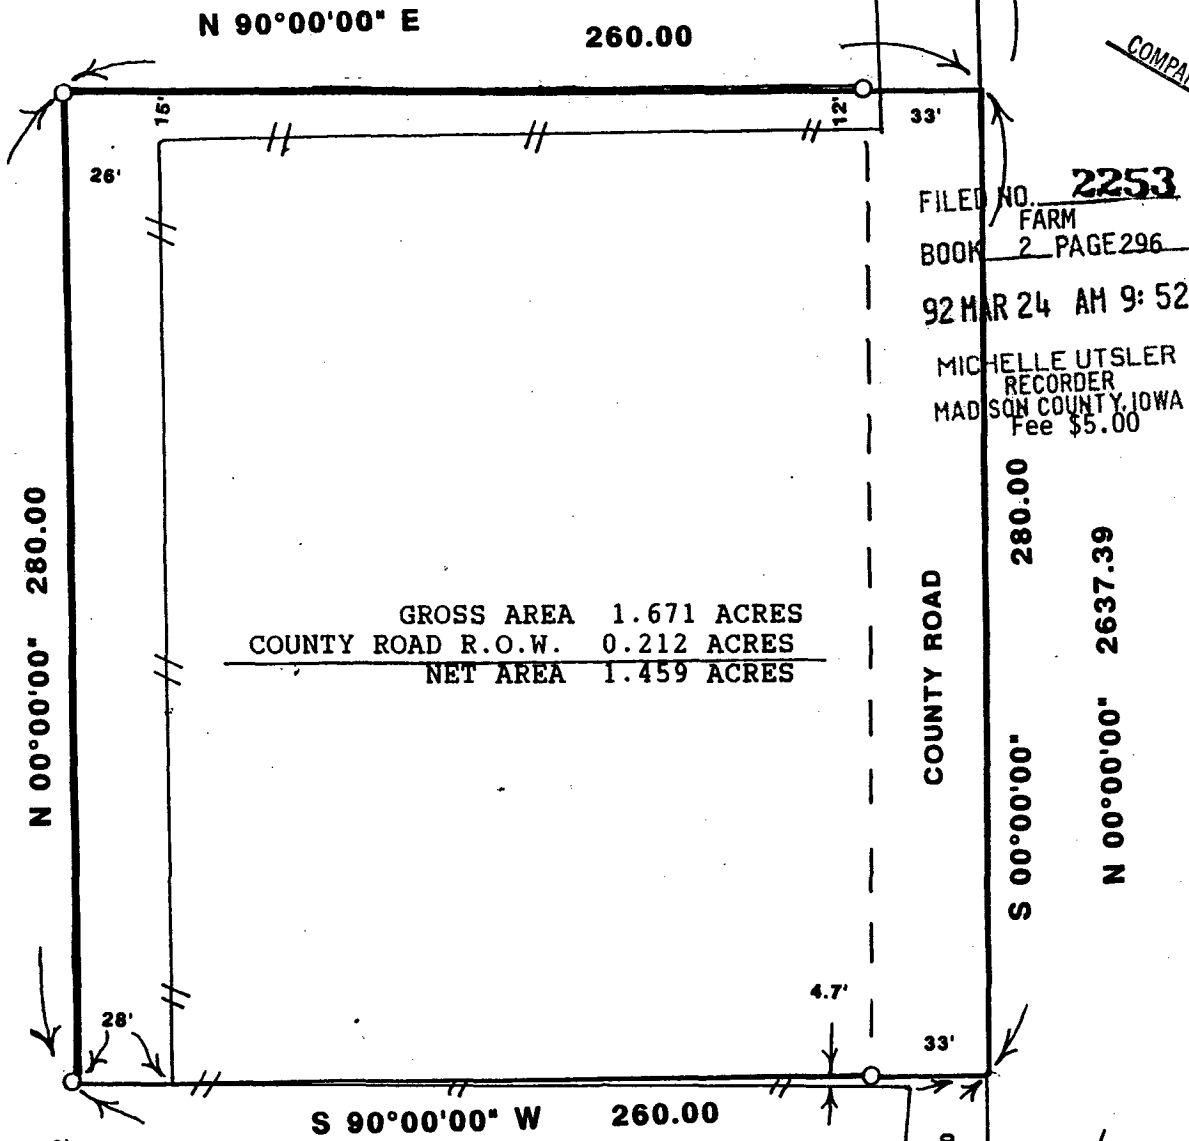 N 90°00'00" E 260.00
15'
12'
33'
26'
FILED NO. 2253
FARM
BOOK 2 PAGE 296
92 MAR 24 AM 9: 52
MICHELLE UTSLER
RECORDER
MADISON COUNTY, IOWA
Fee $5.00
N 00°00'00" 280.00
GROSS AREA 1.671 ACRES
COUNTY ROAD R.O.W. 0.212 ACRES
NET AREA 1.459 ACRES
COUNTY ROAD
S 00°00'00" 280.00
N 00°00'00" 2637.39
4.7'
28'
33'
S 90°00'00" W 260.00